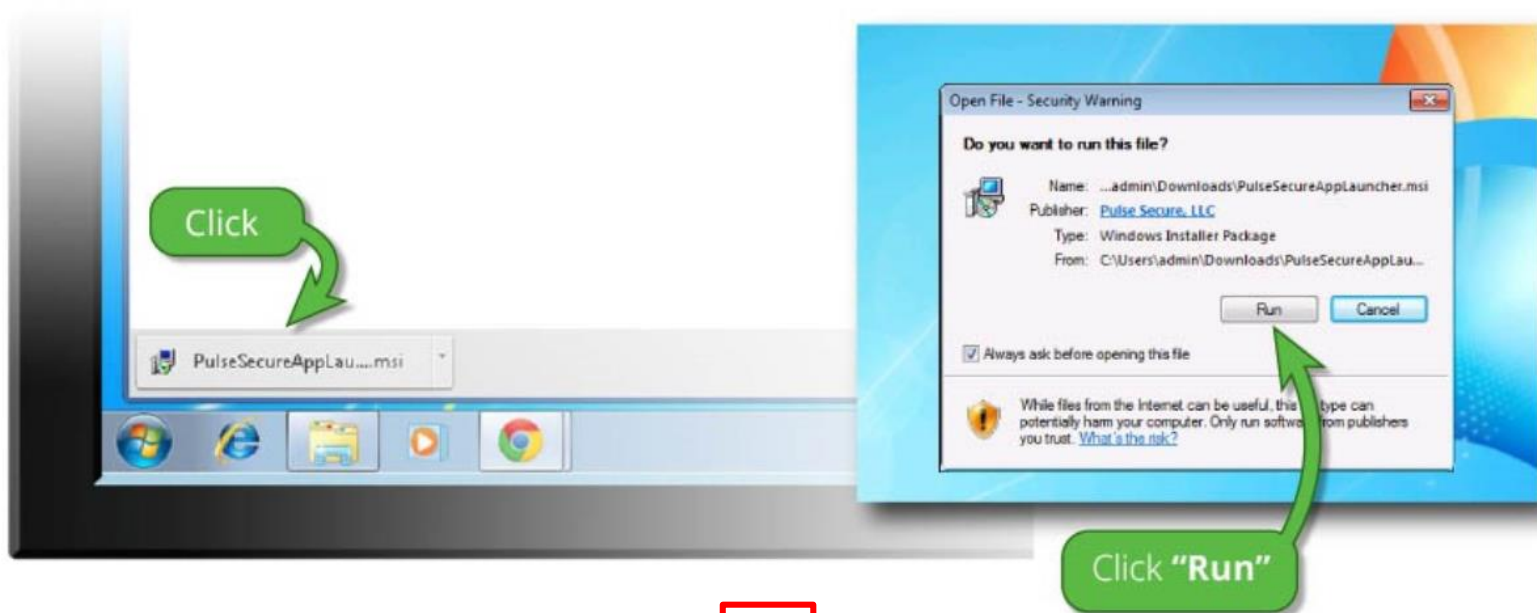 Click
PulseSecureAppLau....msi
Open File - Security Warning
Do you want to run this file?
Name: ...admin\Downloads\PulseSecureAppLauncher.msi
Publisher: Pulse Secure, LLC
Type: Windows Installer Package
From: C:\Users\admin\Downloads\PulseSecureAppLau...
Run Cancel
Always ask before opening this file
While files from the Internet can be useful, this type can
potentially harm your computer. Only run from publishers
you trust. What's the risk?
Click "Run"